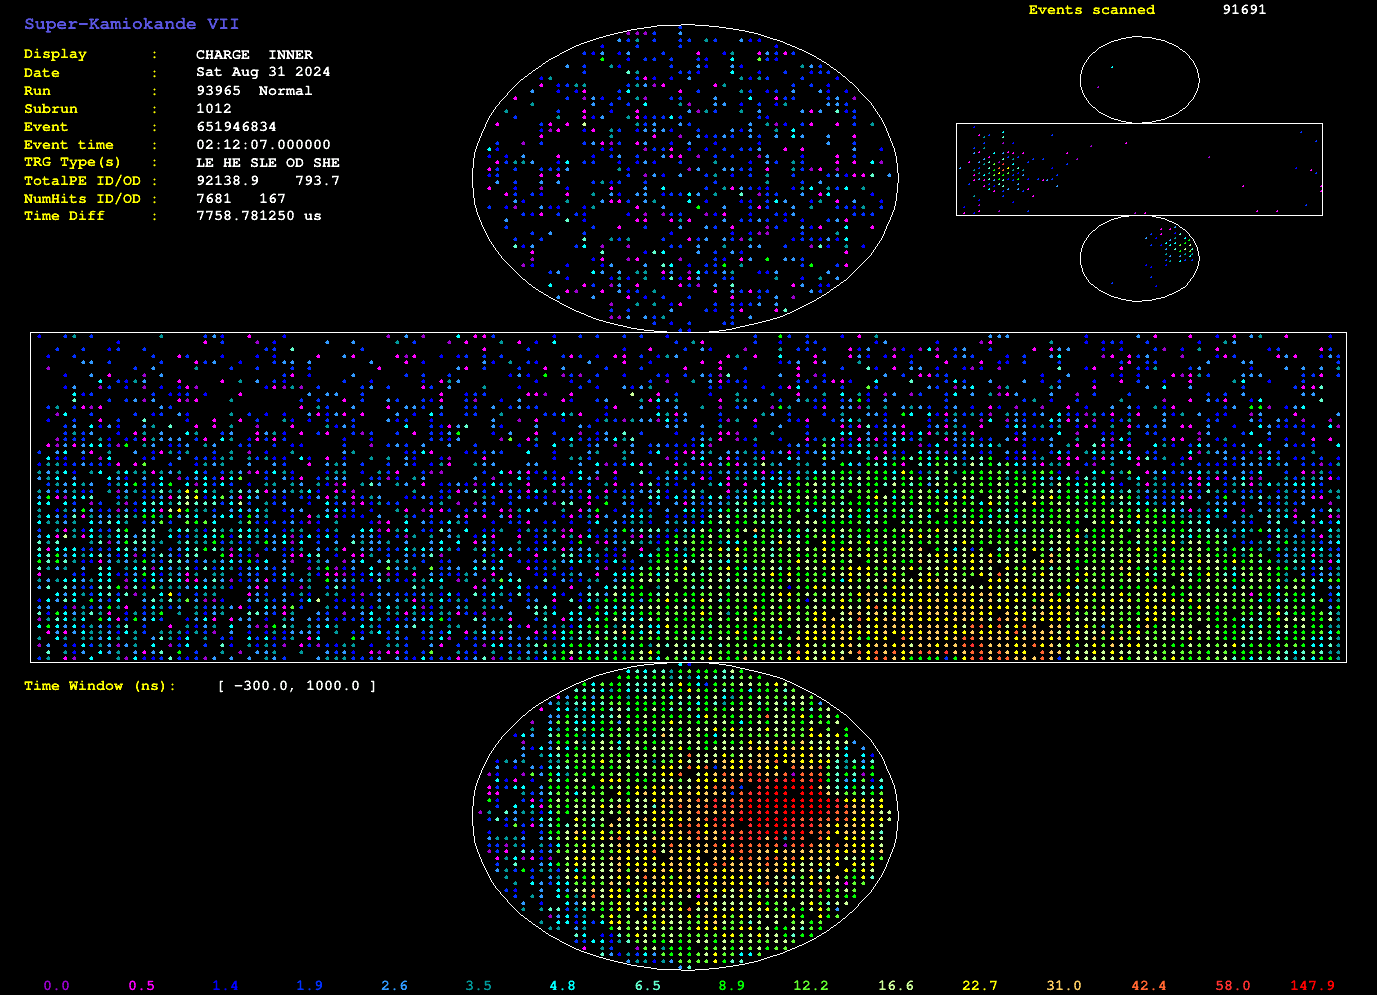 Super-Kamiokande VII
Events scanned 91691
Display : CHARGE INNER
Date : Sat Aug 31 2024
Run : 93965 Normal
Subrun : 1012
Event : 651946834
Event time : 02:12:07.000000
TRG Type(s) : LE HE SLE OD SHE
TotalPE ID/OD : 92138.9 793.7
NumHits ID/OD : 7681 167
Time Diff : 7758.781250 us
Time Window (ns): [ -300.0, 1000.0 ]
0.0 0.5 1.4 1.9 2.6 3.5 4.8 6.5 8.9 12.2 16.6 22.7 31.0 42.4 58.0 147.9